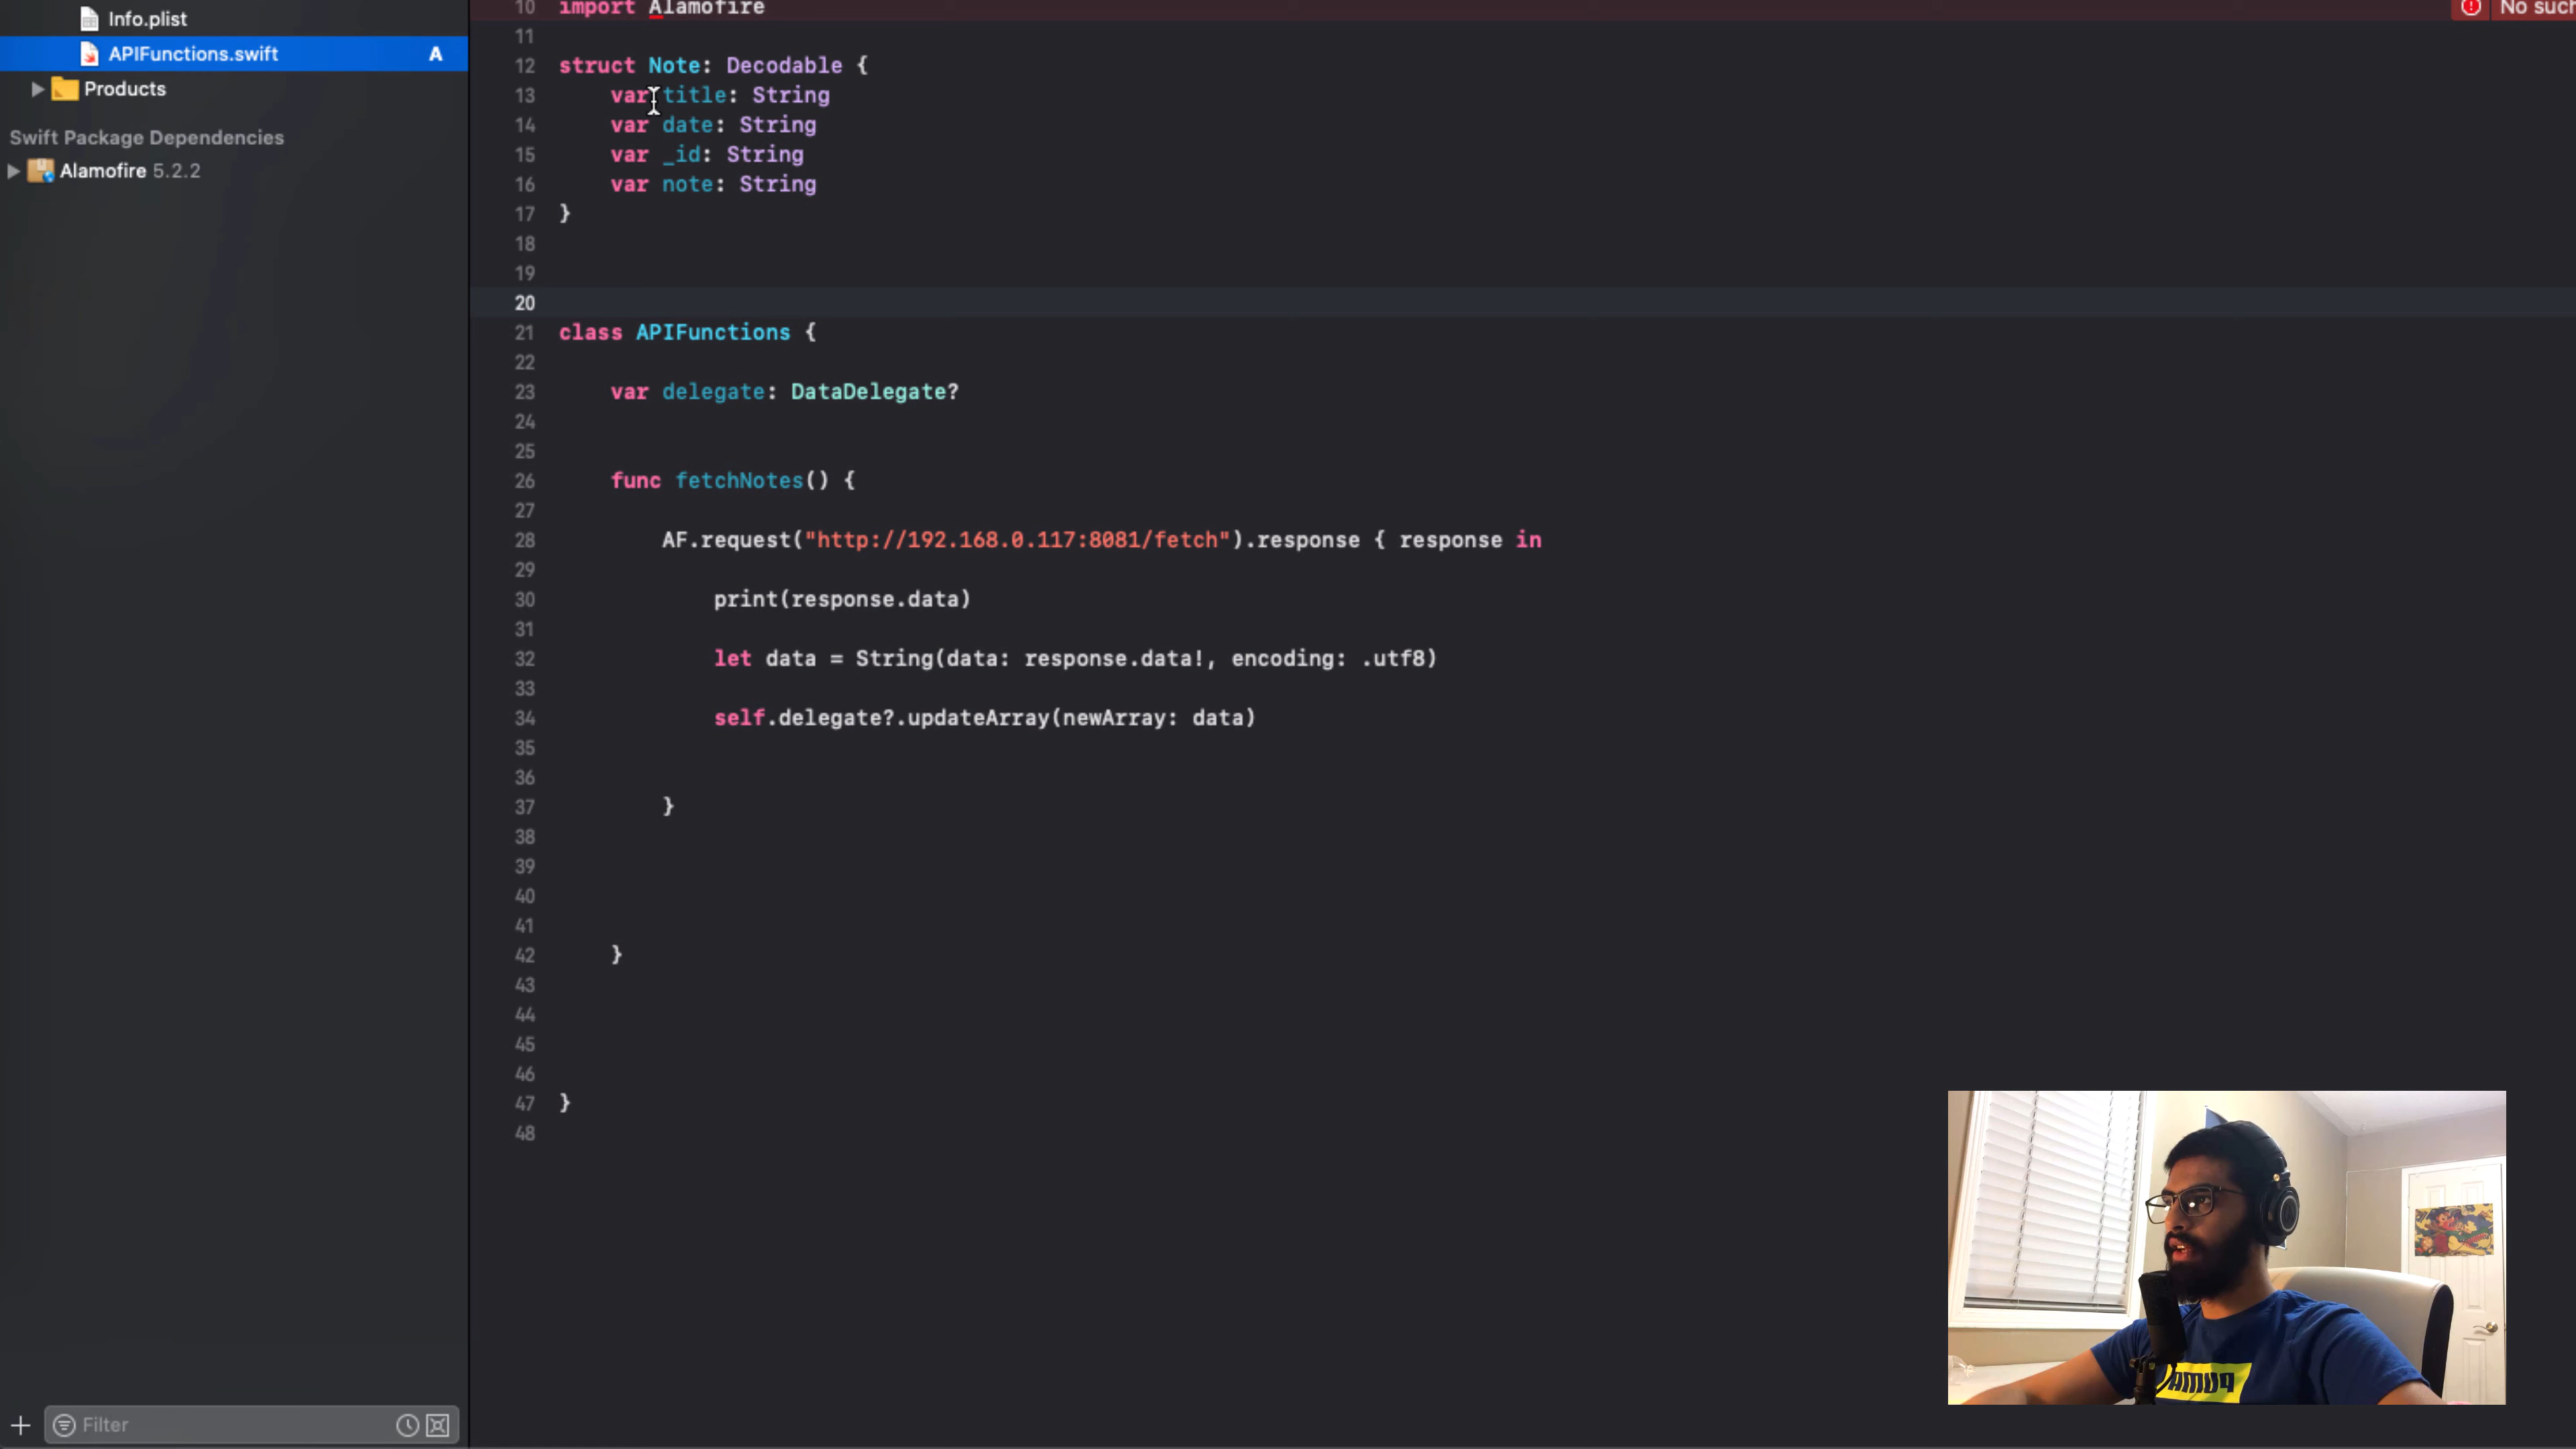 Info.plist
APIFunctions.swift A
Products
Swift Package Dependencies
Alamofire 5.2.2
Filter
10 import Alamofire
No such
11
12 struct Note: Decodable {
13 var title: String
14 var date: String
15 var _id: String
16 var note: String
17 }
18
19
20
21 class APIFunctions {
22
23 var delegate: DataDelegate?
24
25
26 func fetchNotes() {
27
28 AF.request("http://192.168.0.117:8081/fetch").response { response in
29
30 print(response.data)
31
32 let data = String(data: response.data!, encoding: .utf8)
33
34 self.delegate?.updateArray(newArray: data)
35
36
37 }
38
39
40
41
42 }
43
44
45
46
47 }
48
PUMA